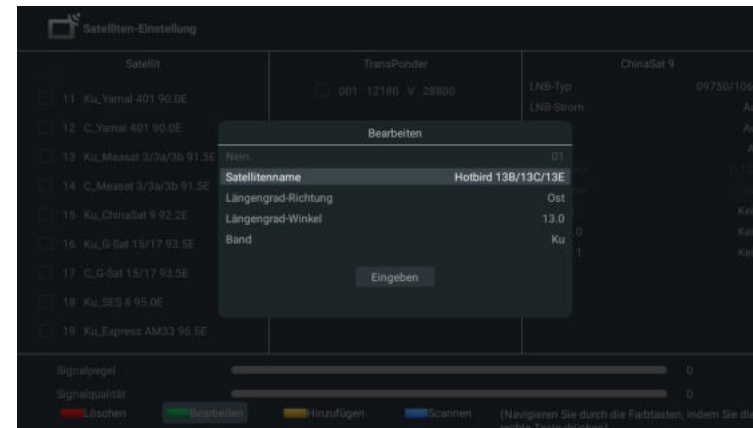 Satelliten-Einstellung
Satellit
TransPonder
ChinaSat 9
11 Ku_Yamal 401 90.0E
12 C_Yamal 401 90.0E
13 Ku_Measat 3/3a/3b 91.5E
14 C_Measat 3/3a/3b 91.5E
15 Ku_ChinaSat 9 92.2E
16 Ku_G-Sat 15/17 93.5E
17 C_G-Sat 15/17 93.5E
18 Ku_SES 8 95.0E
19 Ku_Express AM33 96.5E
001 12180 V 28800
LNB-Typ 09750/106
LNB-Strom
Bearbeiten
Nein. 01
Satellitenname Hotbird 13B/13C/13E
Längengrad-Richtung Ost
Längengrad-Winkel 13.0
Band Ku
Eingeben
Signalpegel 0
Signalqualität 0
Löschen Bearbeiten Hinzufügen Scannen (Navigieren Sie durch die Farbtasten, indem Sie die
rechte Taste drücken)